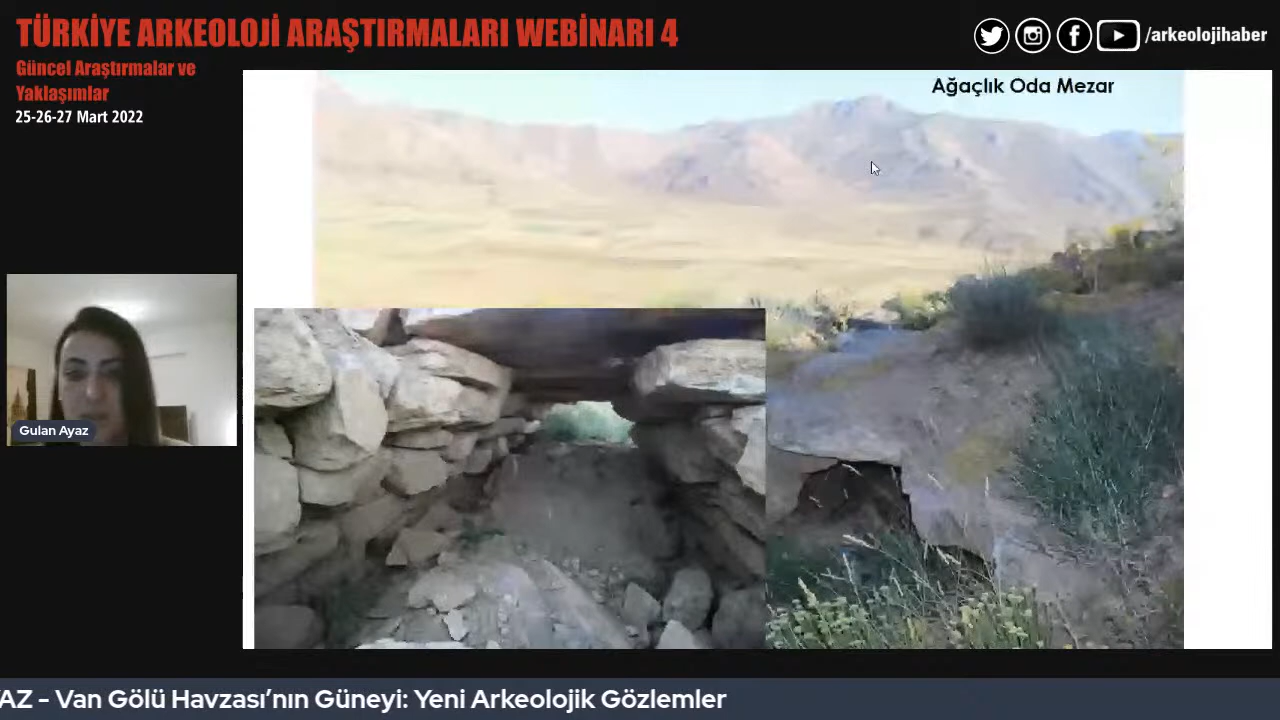 TÜRKİYE ARKEOLOJİ ARAŞTIRMALARI WEBİNARI 4
Güncel Araştırmalar ve
Yaklaşımlar
25-26-27 Mart 2022
/arkeolojihaber
Ağaçlık Oda Mezar
Gulan Ayaz
YAZ - Van Gölü Havzası’nın Güneyi: Yeni Arkeolojik Gözlemler